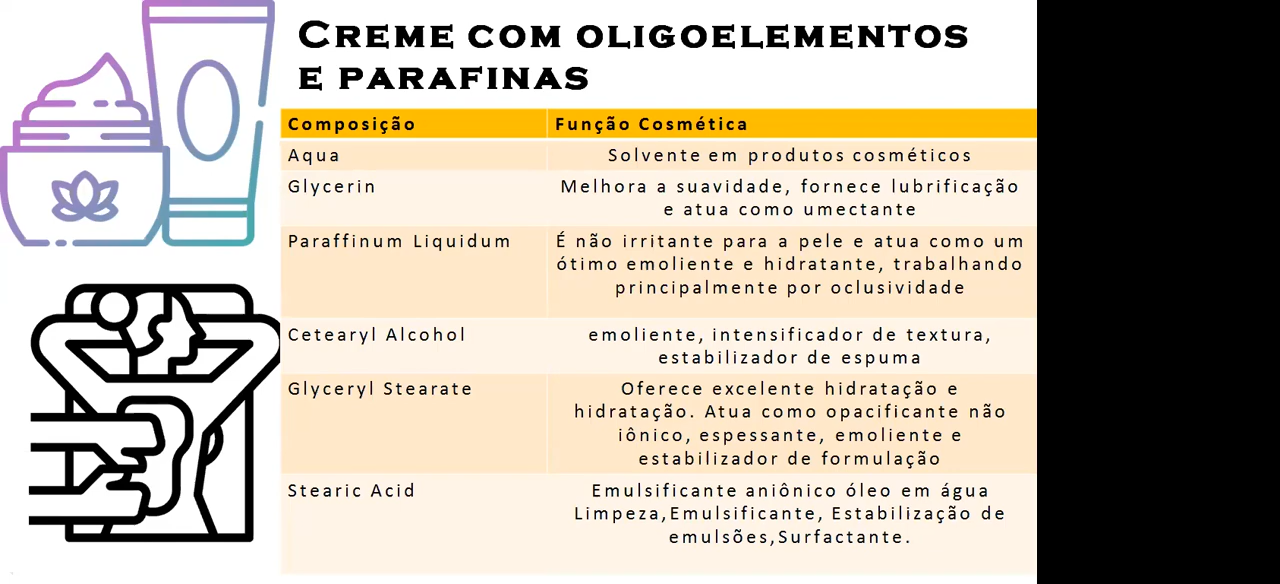 CREME COM OLIGOELEMENTOS
E PARAFINAS
Composição
Função Cosmética
Aqua
Solvente em produtos cosméticos
Glycerin
Melhora a suavidade, fornece lubrificação
e atua como umectante
Paraffinum Liquidum
É não irritante para a pele e atua como um
ótimo emoliente e hidratante, trabalhando
principalmente por oclusividade
Cetearyl Alcohol
emoliente, intensificador de textura,
estabilizador de espuma
Glyceryl Stearate
Oferece excelente hidratação e
hidratação. Atua como opacificante não
iônico, espessante, emoliente e
estabilizador de formulação
Stearic Acid
Emulsificante aniônico óleo em água
Limpeza,Emulsificante, Estabilização de
emulsões,Surfactante.